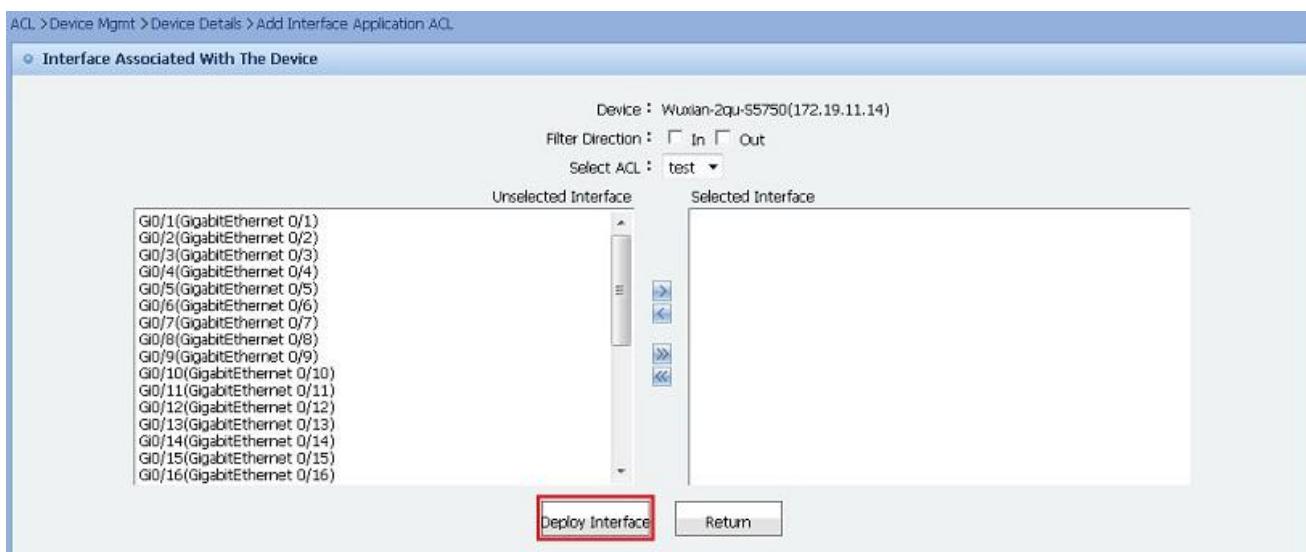 ACL >Device Mgmt >Device Details >Add Interface Application ACL
Interface Associated With The Device
Device : Wuxian-2qu-S5750(172.19.11.14)
Filter Direction : In Out
Select ACL : test
Unselected Interface Selected Interface
Gi0/1(GigabitEthernet 0/1)
Gi0/2(GigabitEthernet 0/2)
Gi0/3(GigabitEthernet 0/3)
Gi0/4(GigabitEthernet 0/4)
Gi0/5(GigabitEthernet 0/5)
Gi0/6(GigabitEthernet 0/6)
Gi0/7(GigabitEthernet 0/7)
Gi0/8(GigabitEthernet 0/8)
Gi0/9(GigabitEthernet 0/9)
Gi0/10(GigabitEthernet 0/10)
Gi0/11(GigabitEthernet 0/11)
Gi0/12(GigabitEthernet 0/12)
Gi0/13(GigabitEthernet 0/13)
Gi0/14(GigabitEthernet 0/14)
Gi0/15(GigabitEthernet 0/15)
Gi0/16(GigabitEthernet 0/16)
Deploy Interface Return